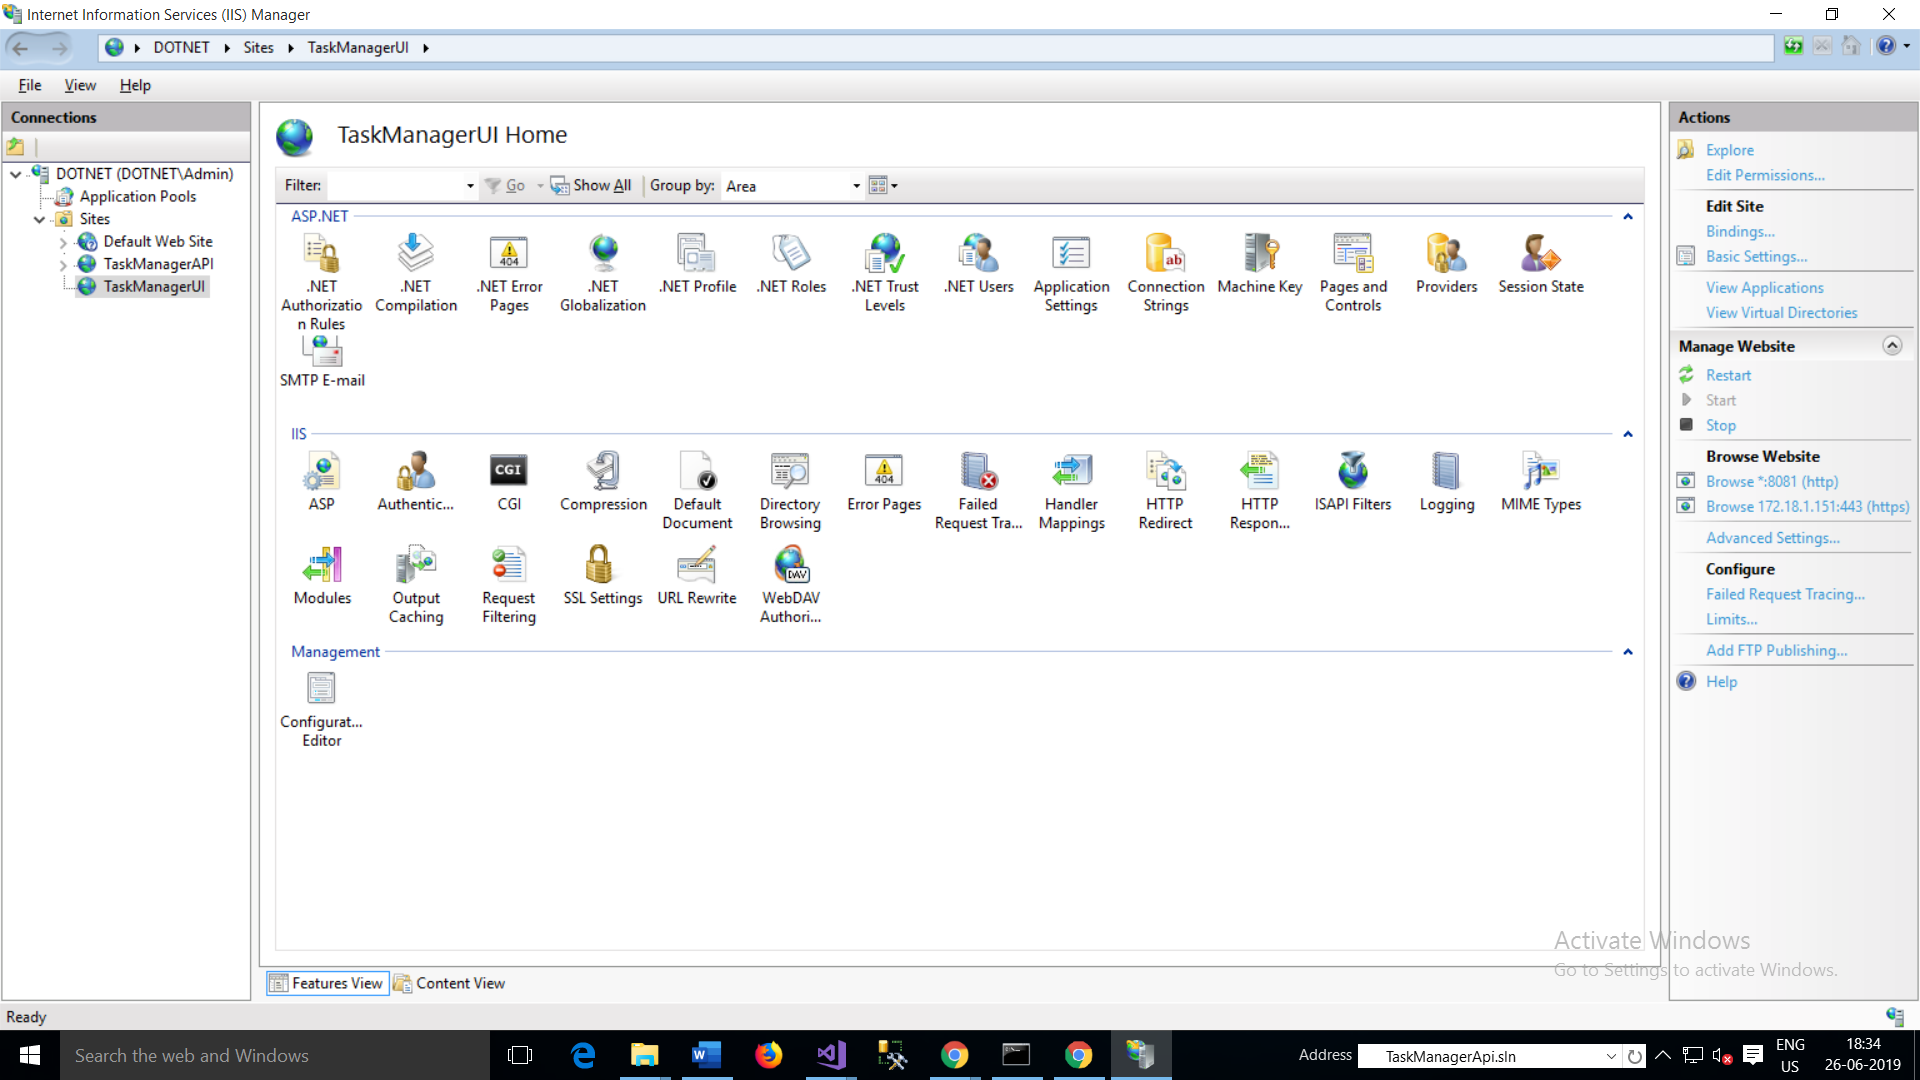 Internet Information Services (IIS) Manager
DOTNET Sites TaskManagerUI
File View Help
Connections
DOTNET (DOTNET\Admin)
Application Pools
Sites
Default Web Site
TaskManagerAPI
TaskManagerUI
TaskManagerUI Home
Filter: Go Show All Group by: Area
ASP.NET
.NET Authorizatio n Rules
.NET Compilation
404
.NET Error Pages
.NET Globalization
.NET Profile
.NET Roles
.NET Trust Levels
.NET Users
Application Settings
ab
Connection Strings
Machine Key
Pages and Controls
Providers
Session State
SMTP E-mail
IIS
ASP
Authentic...
CGI
CGI
Compression
Default Document
Directory Browsing
404
Error Pages
Failed Request Tra...
Handler Mappings
HTTP Redirect
HTTP Respon...
ISAPI Filters
Logging
MIME Types
Modules
Output Caching
Request Filtering
SSL Settings
URL Rewrite
DAV
WebDAV Authori...
Management
Configurat... Editor
Features View Content View
Actions
Explore
Edit Permissions...
Edit Site
Bindings...
Basic Settings...
View Applications
View Virtual Directories
Manage Website
Restart
Start
Stop
Browse Website
Browse *:8081 (http)
Browse 172.18.1.151:443 (https)
Advanced Settings...
Configure
Failed Request Tracing...
Limits...
Add FTP Publishing...
Help
Activate Windows
Go to Settings to activate Windows.
Ready
Search the web and Windows
Address TaskManagerApi.sln
ENG
US
18:34
26-06-2019